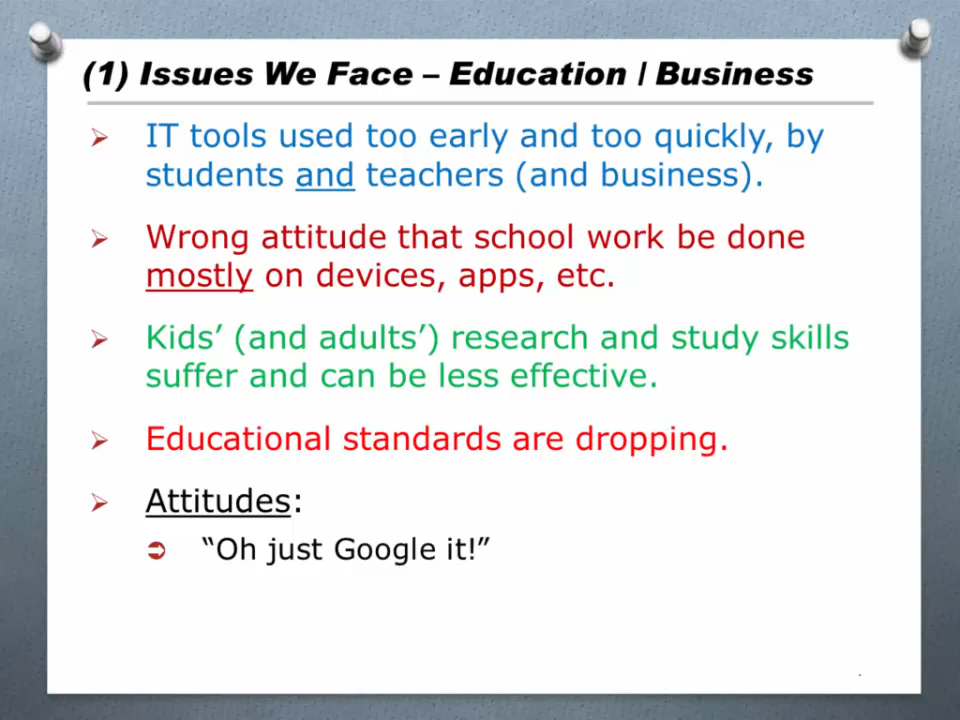 (1) Issues We Face – Education / Business
IT tools used too early and too quickly, by
students and teachers (and business).
Wrong attitude that school work be done
mostly on devices, apps, etc.
Kids’ (and adults’) research and study skills
suffer and can be less effective.
Educational standards are dropping.
Attitudes:
“Oh just Google it!”